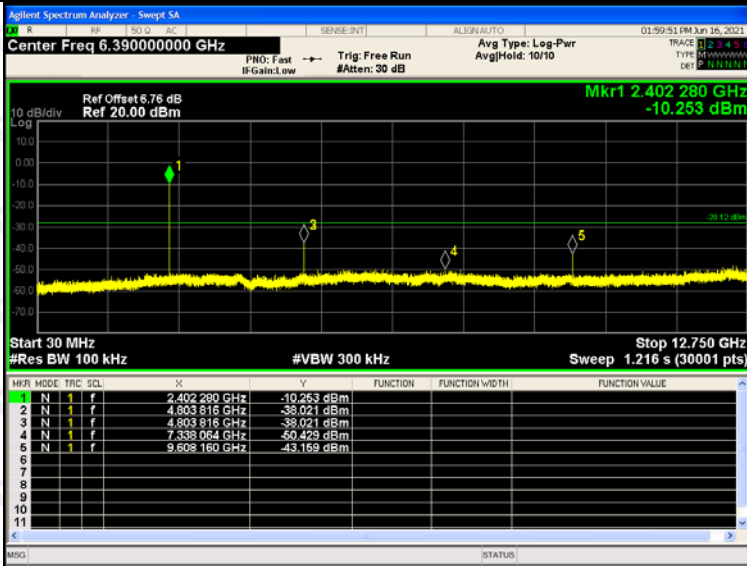 Agilent Spectrum Analyzer - Swept SA
R RF 50 Ω AC SENSE:INT ALIGN AUTO 01:59:51 PM Jun 16, 2021
Center Freq 6.390000000 GHz
PNO: Fast
IFGain:Low
Trig: Free Run
#Atten: 30 dB
Avg Type: Log-Pwr
Avg|Hold: 10/10
TRACE 1 2 3 4 5 6
TYPE M
DET P N N N N N
Mkr1 2.402 280 GHz
-10.253 dBm
Ref Offset 6.76 dB
10 dB/div Ref 20.00 dBm
Log
10.0
0.00
-10.0
-20.0
-30.0
-40.0
-50.0
-60.0
-70.0
1
3
4
5
-28.12 dBm
Start 30 MHz Stop 12.750 GHz
#Res BW 100 kHz #VBW 300 kHz Sweep 1.216 s (30001 pts)
MKR MODE TRC SCL X Y FUNCTION FUNCTION WIDTH FUNCTION VALUE
1 N 1 f 2.402 280 GHz -10.253 dBm
2 N 1 f 4.803 816 GHz -38.021 dBm
3 N 1 f 4.803 816 GHz -38.021 dBm
4 N 1 f 7.338 064 GHz -50.429 dBm
5 N 1 f 9.608 160 GHz -43.159 dBm
6
7
8
9
10
11
MSG STATUS